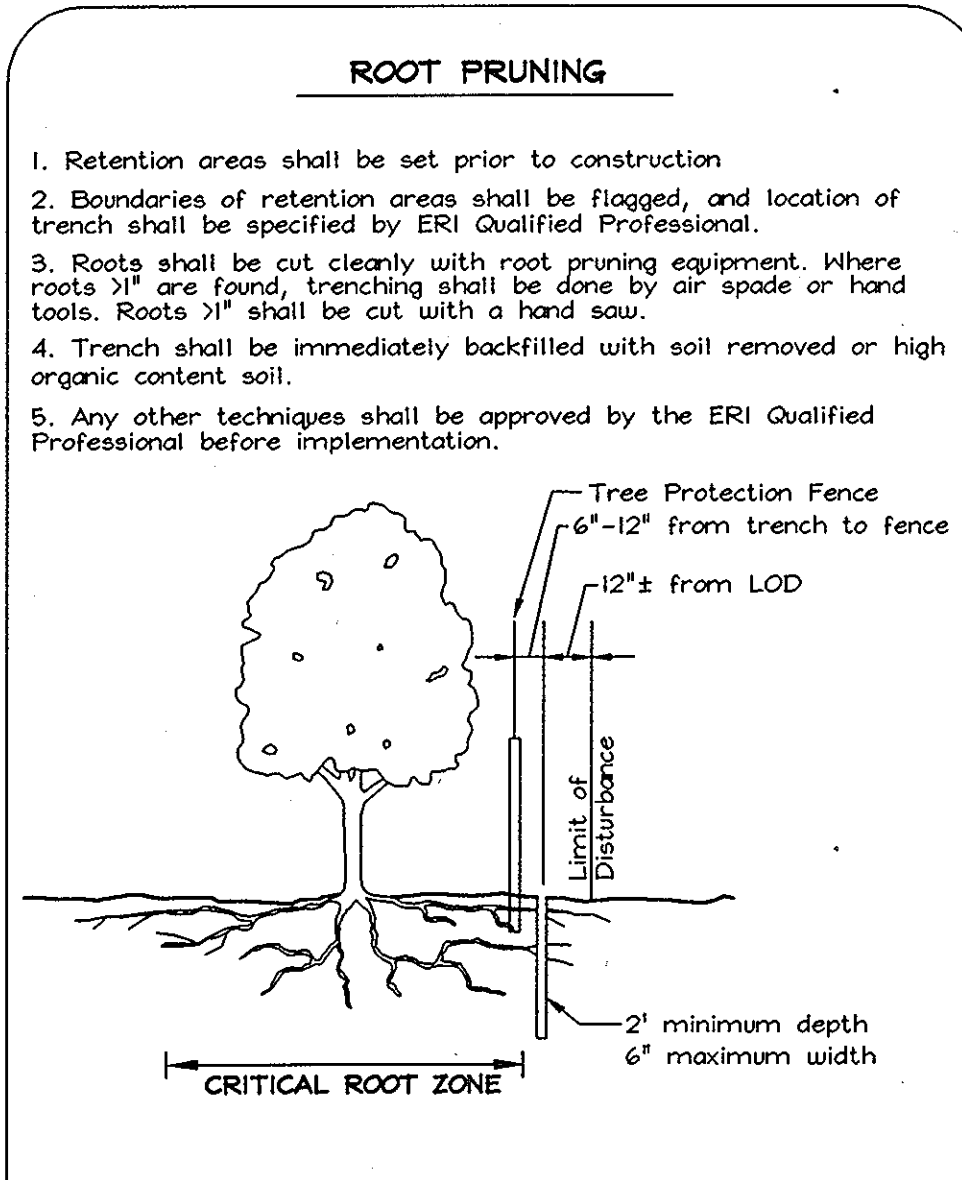 ROOT PRUNING
1. Retention areas shall be set prior to construction
2. Boundaries of retention areas shall be flagged, and location of
trench shall be specified by ERI Qualified Professional.
3. Roots shall be cut cleanly with root pruning equipment. Where
roots >1" are found, trenching shall be done by air spade or hand
tools. Roots >1" shall be cut with a hand saw.
4. Trench shall be immediately backfilled with soil removed or high
organic content soil.
5. Any other techniques shall be approved by the ERI Qualified
Professional before implementation.
Tree Protection Fence
6"-12" from trench to fence
12"± from LOD
Limit of
Disturbance
2' minimum depth
6" maximum width
CRITICAL ROOT ZONE